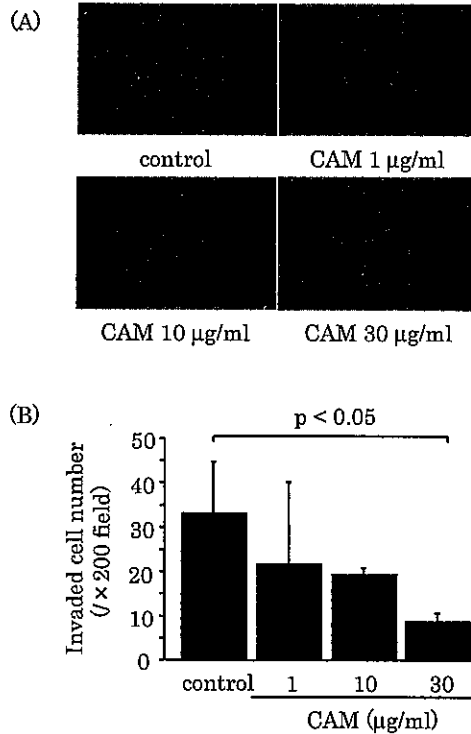 (A)
control CAM 1 μg/ml
CAM 10 μg/ml CAM 30 μg/ml
(B)
p < 0.05
Invaded cell number
(/ × 200 field)
50
40
30
20
10
0
control 1 10 30
CAM (μg/ml)